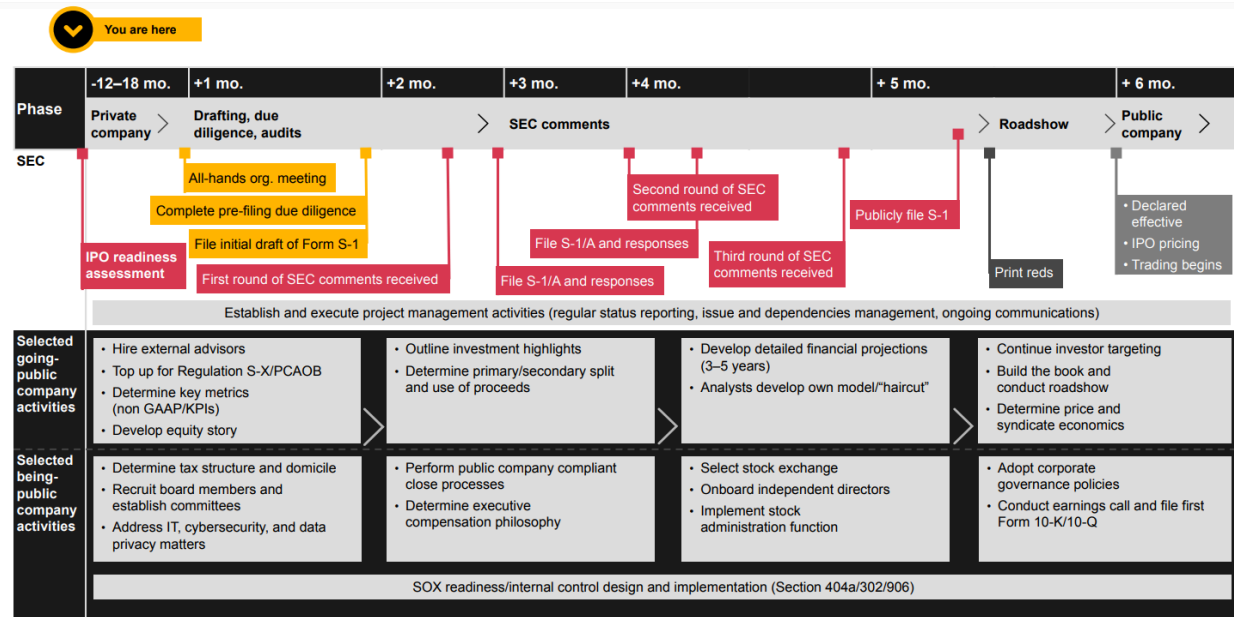 You are here
-12–18 mo.
+1 mo.
+2 mo.
+3 mo.
+4 mo.
+ 5 mo.
+ 6 mo.
Phase
Private
company
Drafting, due
diligence, audits
SEC comments
Roadshow
Public
company
SEC
All-hands org. meeting
Complete pre-filing due diligence
File initial draft of Form S-1
IPO readiness
assessment
First round of SEC comments received
Second round of SEC
comments received
File S-1/A and responses
File S-1/A and responses
Third round of SEC
comments received
Publicly file S-1
Print reds
• Declared
effective
• IPO pricing
• Trading begins
Establish and execute project management activities (regular status reporting, issue and dependencies management, ongoing communications)
Selected
going-
public
company
activities
• Hire external advisors
• Top up for Regulation S-X/PCAOB
• Determine key metrics
(non GAAP/KPIs)
• Develop equity story
• Outline investment highlights
• Determine primary/secondary split
and use of proceeds
• Develop detailed financial projections
(3–5 years)
• Analysts develop own model/“haircut”
• Continue investor targeting
• Build the book and
conduct roadshow
• Determine price and
syndicate economics
Selected
being-
public
company
activities
• Determine tax structure and domicile
• Recruit board members and
establish committees
• Address IT, cybersecurity, and data
privacy matters
• Perform public company compliant
close processes
• Determine executive
compensation philosophy
• Select stock exchange
• Onboard independent directors
• Implement stock
administration function
• Adopt corporate
governance policies
• Conduct earnings call and file first
Form 10-K/10-Q
SOX readiness/internal control design and implementation (Section 404a/302/906)